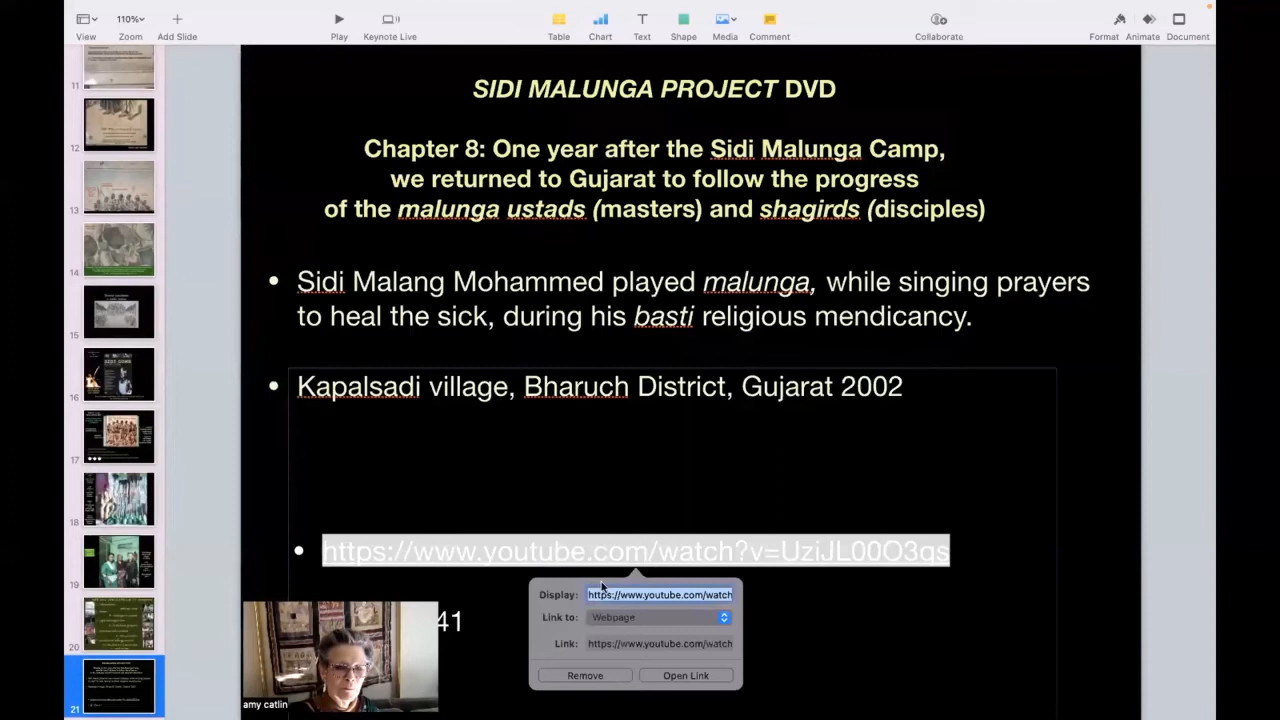 110%
View
Zoom
Add Slide
Play
Keynote Live
Table
Chart
Text
Shape
Media
Comment
Collaborate
Format
Animate
Document
SIDI MALUNGA PROJECT DVD
Chapter 8: One year after the Sidi Malunga Camp,
we returned to Gujarat to follow the progress
of the malunga ustads (masters) and shagirds (disciples)
• Sidi Malang Mohammed played malunga, while singing prayers
to heal the sick, during his basti religious mendicancy.
• Kapalsadi village, Bharuch District, Gujarat 2002
• https://www.youtube.com/watch?v=UziJL00O3qs
41
Display: https://www.youtube.com/watch
Link to: Webpage
Link: https://www.youtube.com/watch
Remove
Open Link
amy catlin
11
12
13
14
15
16
17
18
19
20
21